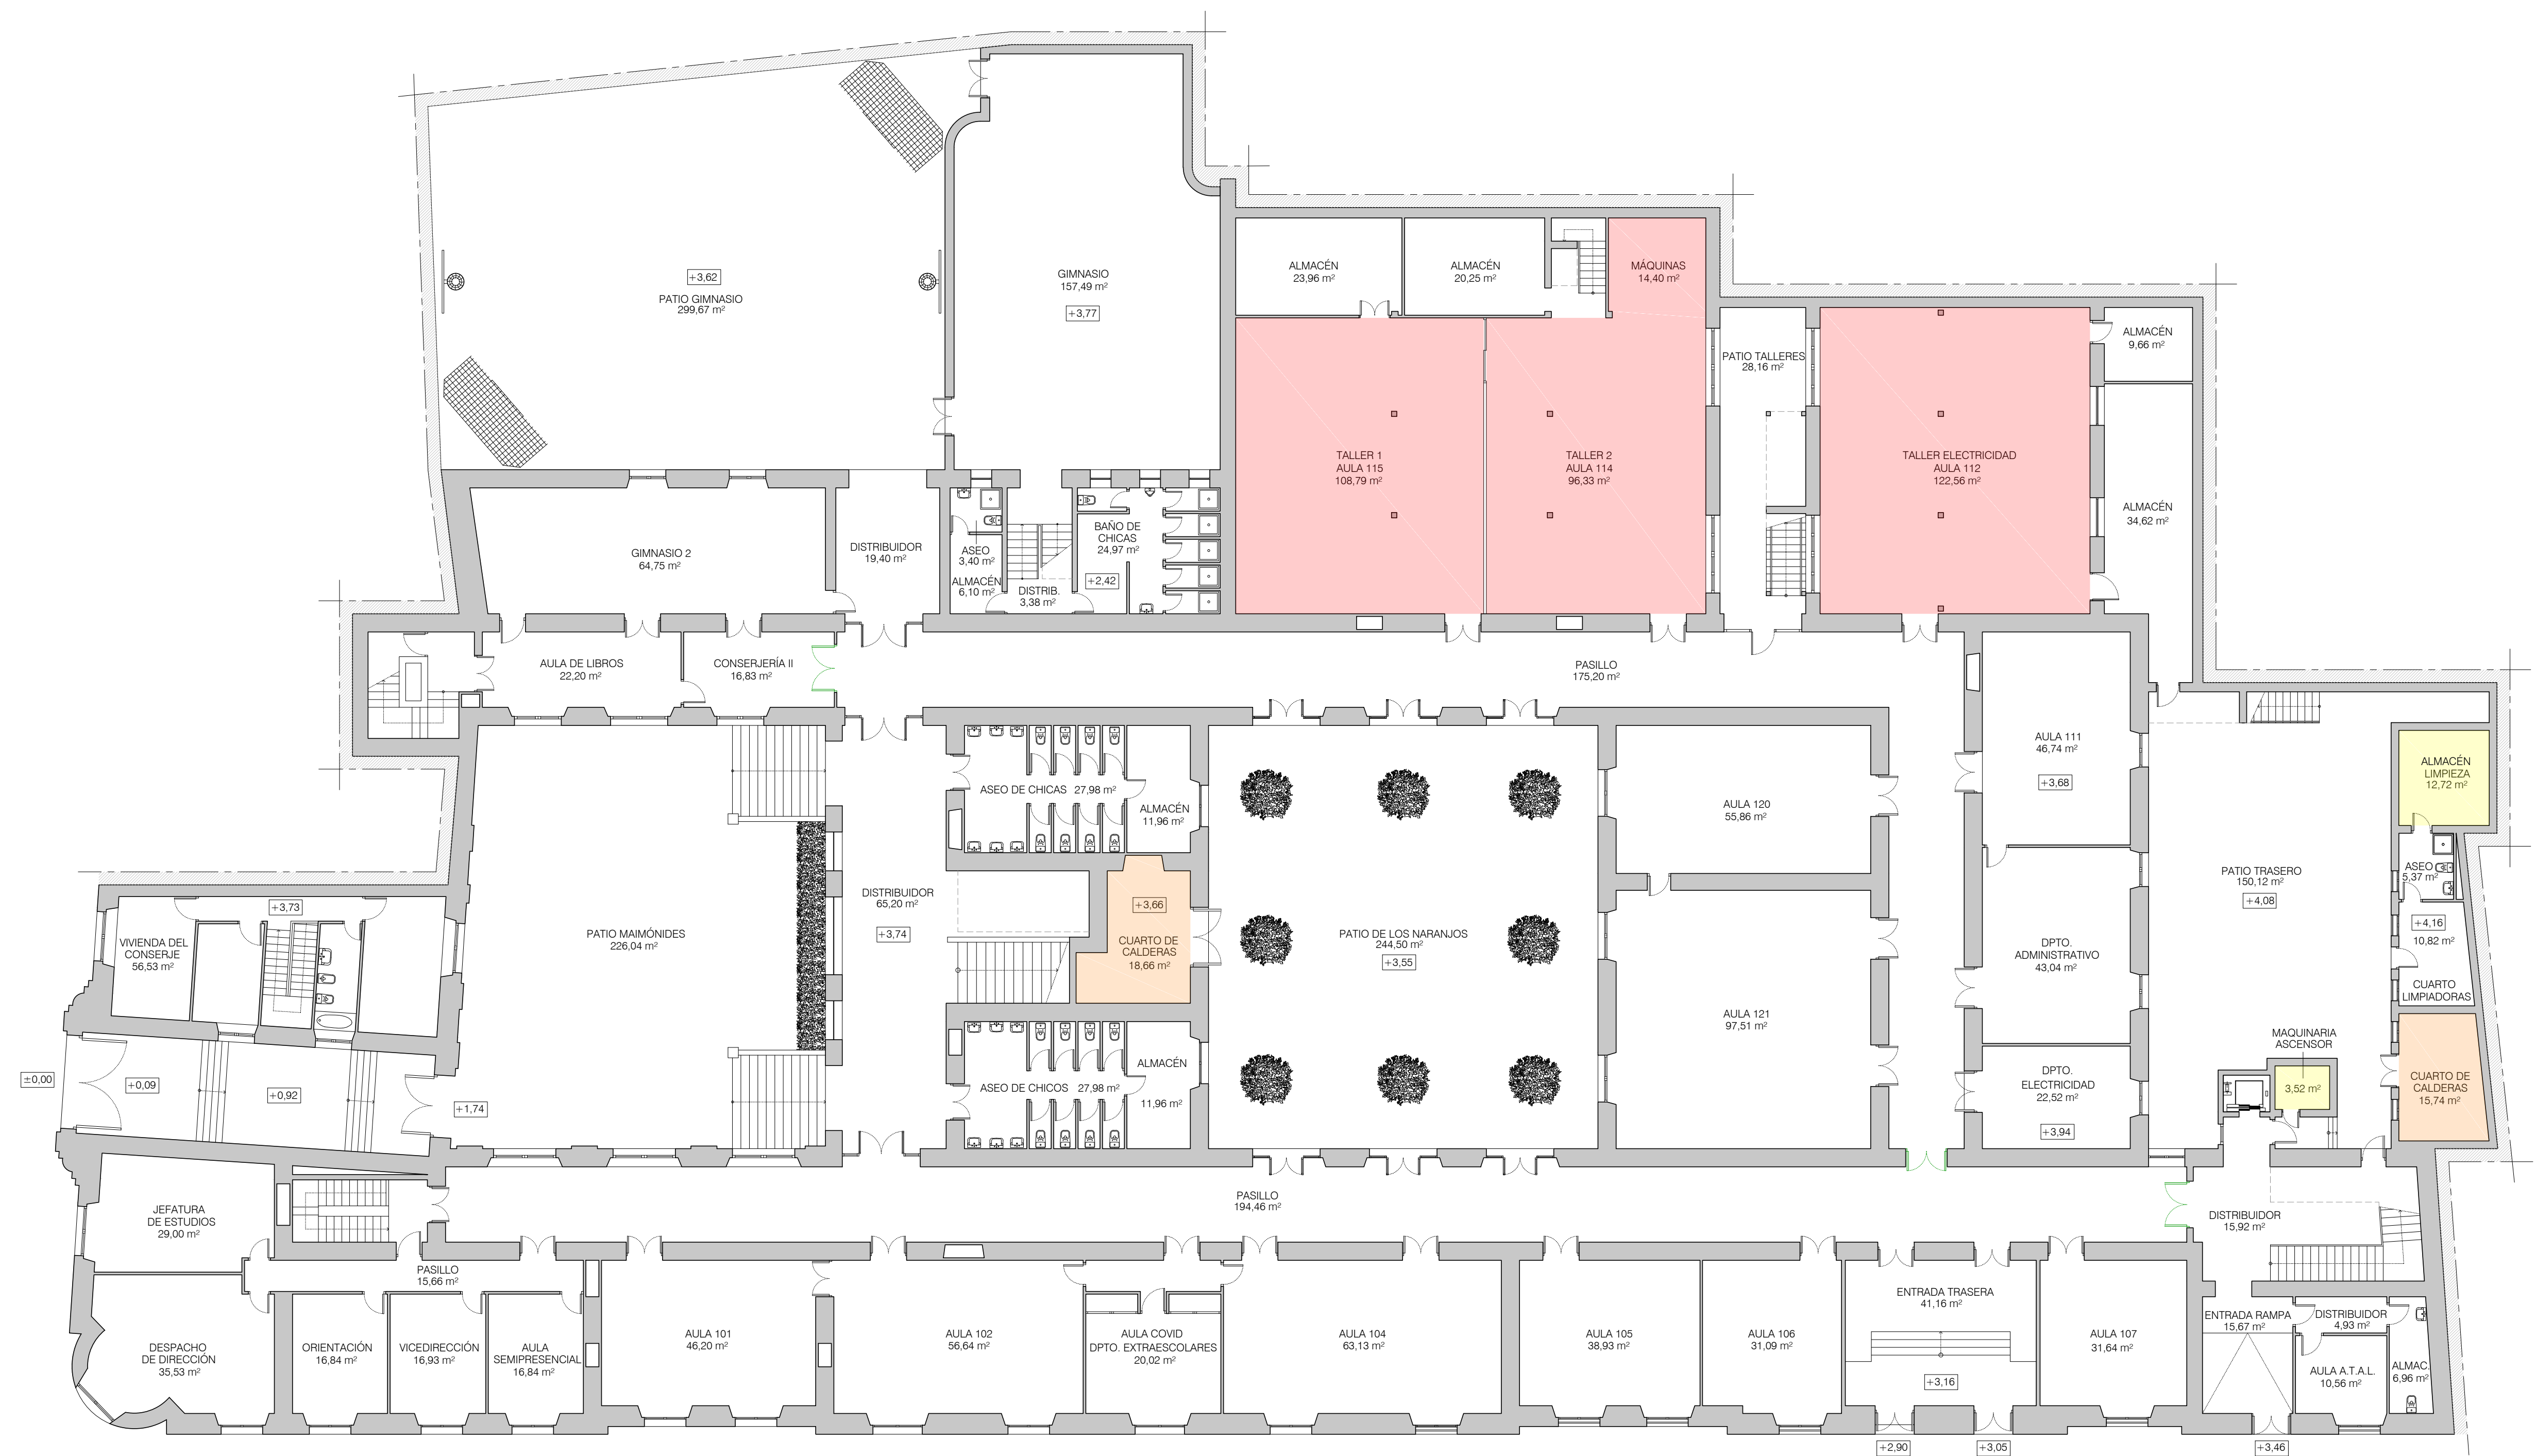 +3,62
PATIO GIMNASIO
299,67 m²
GIMNASIO
157,49 m²
+3,77
ALMACÉN
23,96 m²
ALMACÉN
20,25 m²
MÁQUINAS
14,40 m²
PATIO TALLERES
28,16 m²
ALMACÉN
9,66 m²
TALLER 1
AULA 115
108,79 m²
TALLER 2
AULA 114
96,33 m²
TALLER ELECTRICIDAD
AULA 112
122,56 m²
ALMACÉN
34,62 m²
GIMNASIO 2
64,75 m²
DISTRIBUIDOR
19,40 m²
ASEO
3,40 m²
ALMACÉN
6,10 m²
DISTRIB.
3,38 m²
BAÑO DE
CHICAS
24,97 m²
+2,42
AULA DE LIBROS
22,20 m²
CONSERJERÍA II
16,83 m²
PASILLO
175,20 m²
AULA 111
46,74 m²
+3,68
ALMACÉN
LIMPIEZA
12,72 m²
ASEO DE CHICAS 27,98 m²
ALMACÉN
11,96 m²
AULA 120
55,86 m²
PATIO TRASERO
150,12 m²
+4,08
ASEO
5,37 m²
+4,16
10,82 m²
CUARTO
LIMPIADORAS
+3,73
VIVIENDA DEL
CONSERJE
56,53 m²
PATIO MAIMÓNIDES
226,04 m²
DISTRIBUIDOR
65,20 m²
+3,74
+3,66
CUARTO DE
CALDERAS
18,66 m²
PATIO DE LOS NARANJOS
244,50 m²
+3,55
DPTO.
ADMINISTRATIVO
43,04 m²
AULA 121
97,51 m²
MAQUINARIA
ASCENSOR
3,52 m²
CUARTO DE
CALDERAS
15,74 m²
±0,00
+0,09
+0,92
+1,74
ASEO DE CHICOS 27,98 m²
ALMACÉN
11,96 m²
DPTO.
ELECTRICIDAD
22,52 m²
+3,94
JEFATURA
DE ESTUDIOS
29,00 m²
PASILLO
194,46 m²
DISTRIBUIDOR
15,92 m²
PASILLO
15,66 m²
DESPACHO
DE DIRECCIÓN
35,53 m²
ORIENTACIÓN
16,84 m²
VICEDIRECCIÓN
16,93 m²
AULA
SEMIPRESENCIAL
16,84 m²
AULA 101
46,20 m²
AULA 102
56,64 m²
AULA COVID
DPTO. EXTRAESCOLARES
20,02 m²
AULA 104
63,13 m²
AULA 105
38,93 m²
AULA 106
31,09 m²
ENTRADA TRASERA
41,16 m²
+3,16
AULA 107
31,64 m²
ENTRADA RAMPA
15,67 m²
DISTRIBUIDOR
4,93 m²
AULA A.T.A.L.
10,56 m²
ALMAC.
6,96 m²
+2,90
+3,05
+3,46